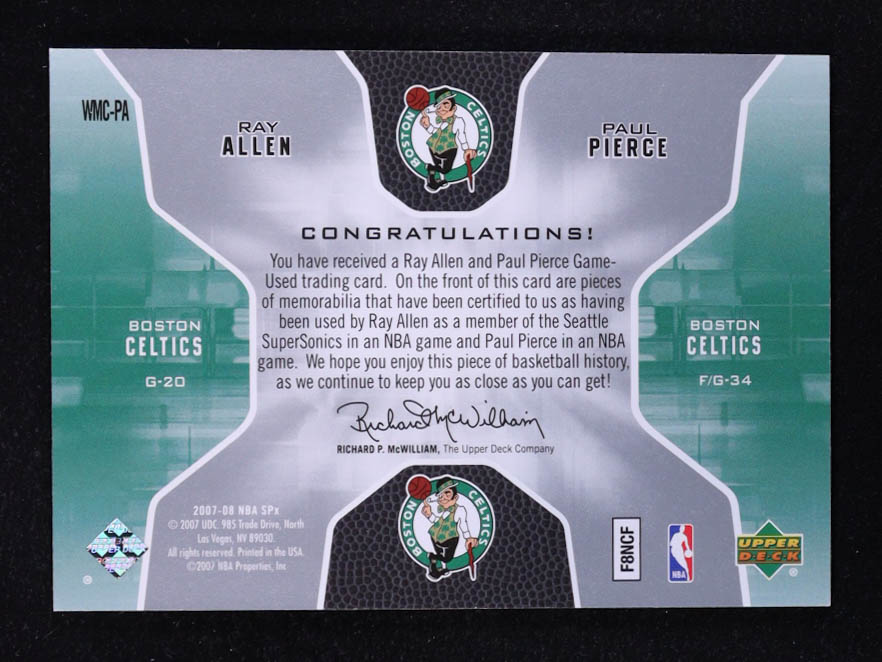 WMC-PA
RAY
ALLEN
BOSTON CELTICS
PAUL
PIERCE
CONGRATULATIONS!
You have received a Ray Allen and Paul Pierce Game-
Used trading card. On the front of this card are pieces
of memorabilia that have been certified to us as having
been used by Ray Allen as a member of the Seattle
SuperSonics in an NBA game and Paul Pierce in an NBA
game. We hope you enjoy this piece of basketball history,
as we continue to keep you as close as you can get!
BOSTON
CELTICS
G-20
BOSTON
CELTICS
F/G-34
Richard McWilliam
RICHARD P. McWILLIAM, The Upper Deck Company
2007-08 NBA SPx
© 2007 UDC. 985 Trade Drive, North
Las Vegas, NV 89030.
All rights reserved. Printed in the USA.
©2007 NBA Properties, Inc
BOSTON CELTICS
F8NCF
NBA
UPPER
DECK
®
UPPER DECK
®